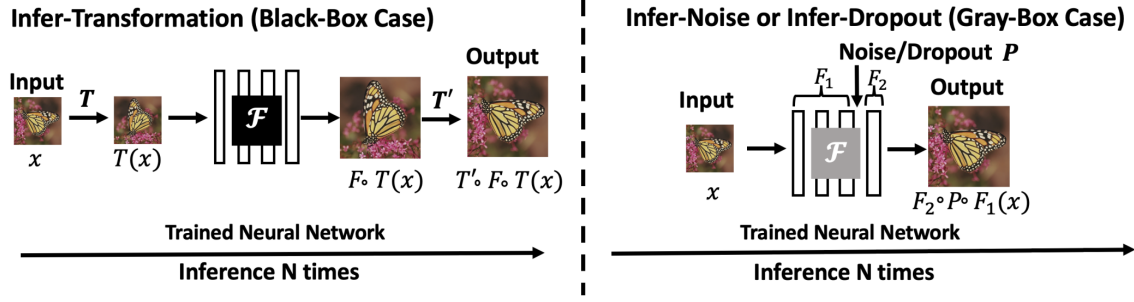 Infer-Transformation (Black-Box Case)
Input
T
x
T(x)
ℱ
F∘ T(x)
T′
Output
T′∘ F∘ T(x)
Trained Neural Network
Inference N times
Infer-Noise or Infer-Dropout (Gray-Box Case)
Noise/Dropout P
F₁
F₂
Input
x
ℱ
Output
F₂∘P∘F₁(x)
Trained Neural Network
Inference N times